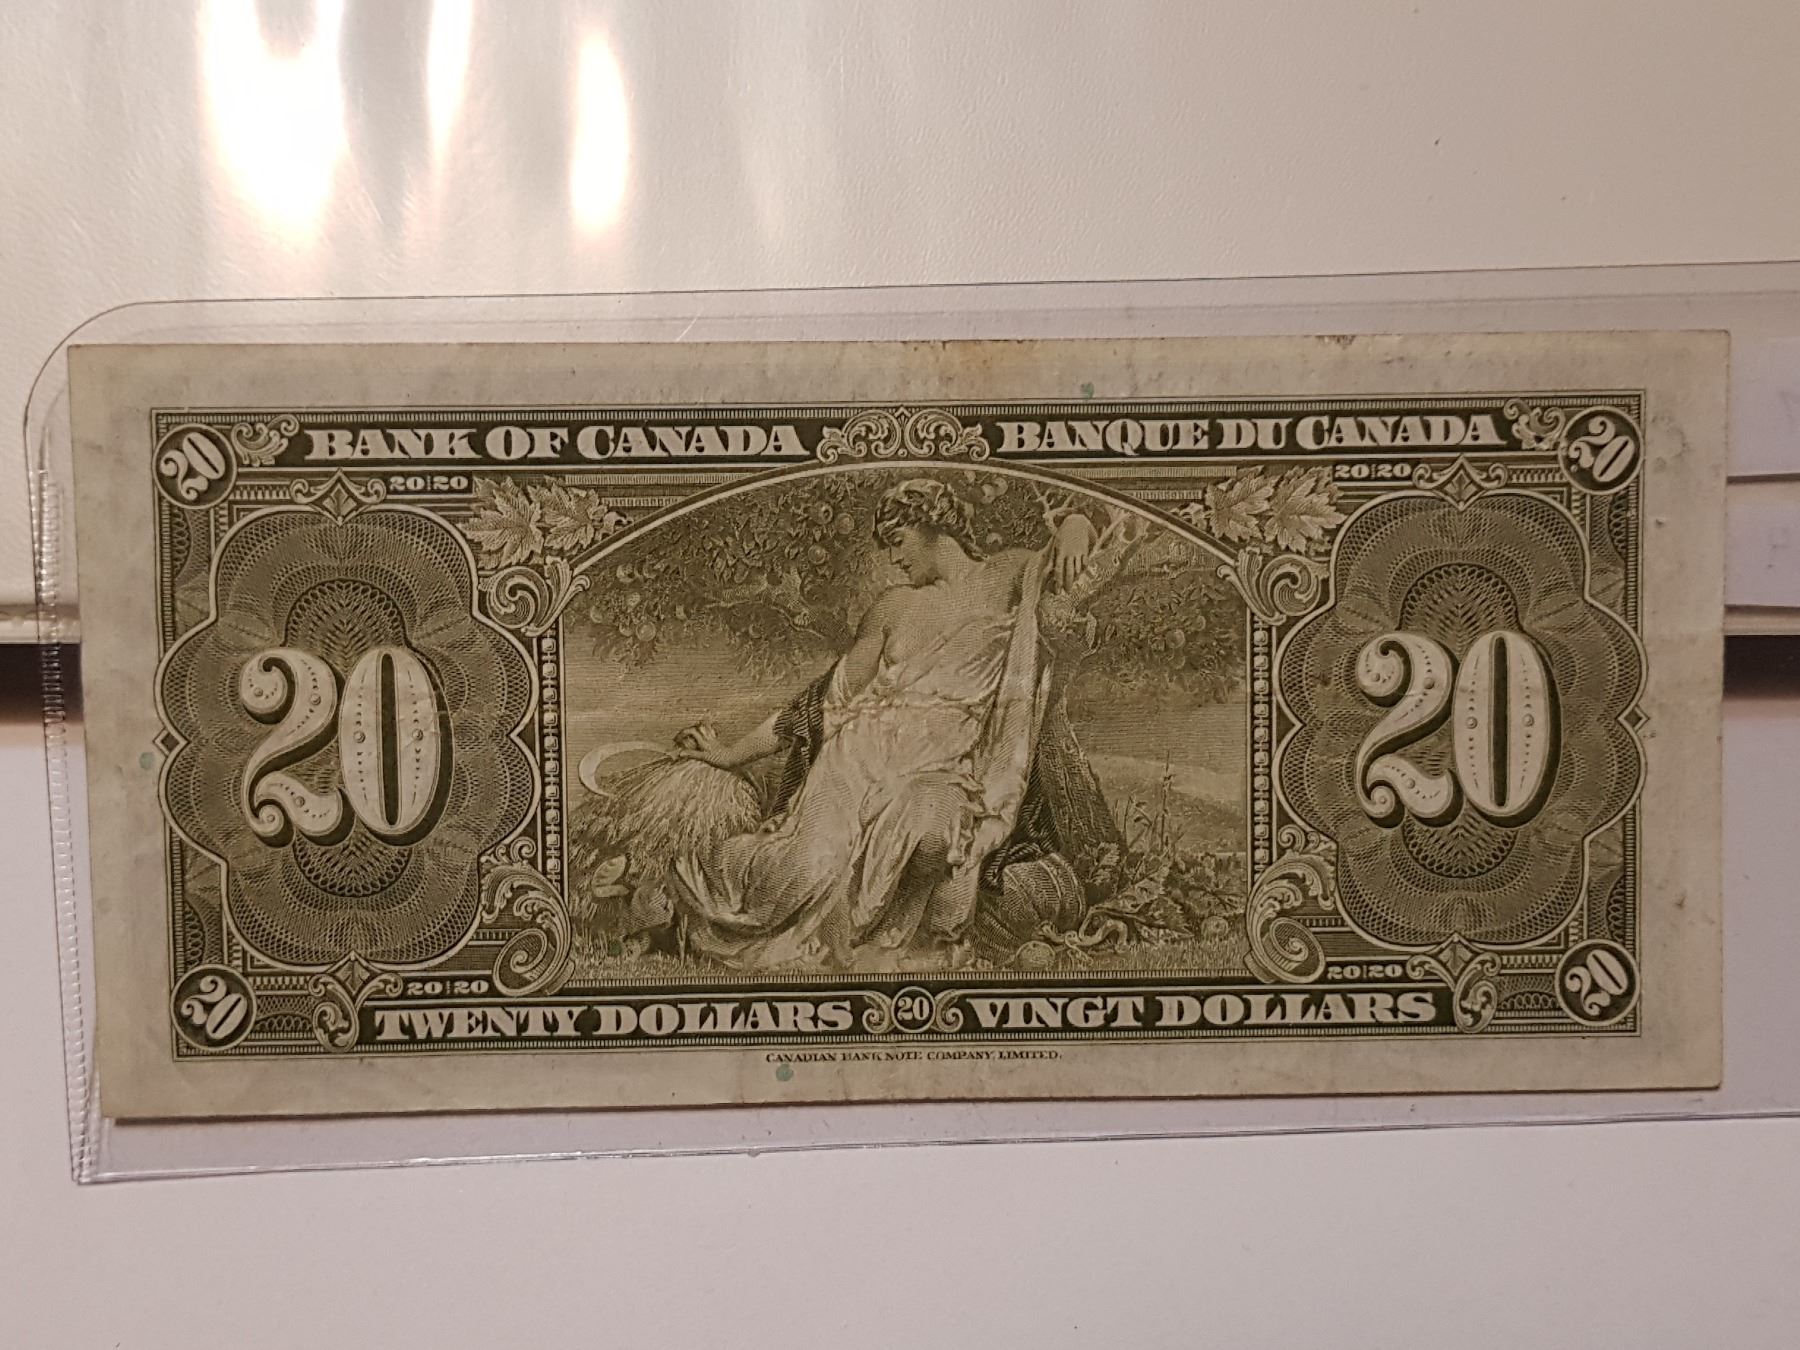 20 BANK OF CANADA BANQUE DU CANADA 20
20 20 20 20
20 20
20 20 20 20
20 TWENTY DOLLARS 20 VINGT DOLLARS 20
CANADIAN BANK NOTE COMPANY, LIMITED.